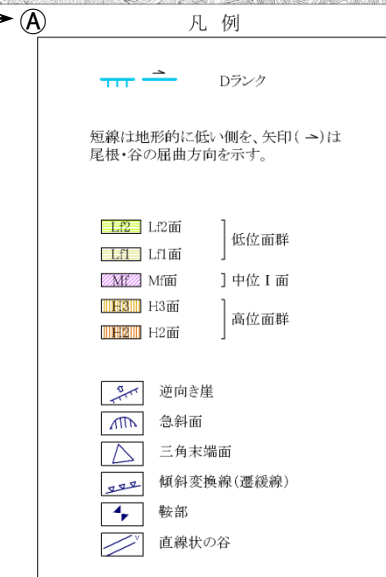 Ⓐ
凡 例
Dランク
短線は地形的に低い側を、矢印( ⇀ )は
尾根・谷の屈曲方向を示す。
Lf2 Lf2面
Lf1 Lf1面
低位面群
Mf Mf面 ]中位Ⅰ面
H3 H3面
H2 H2面
高位面群
逆向き崖
急斜面
三角末端面
傾斜変換線(遷緩線)
鞍部
V 直線状の谷